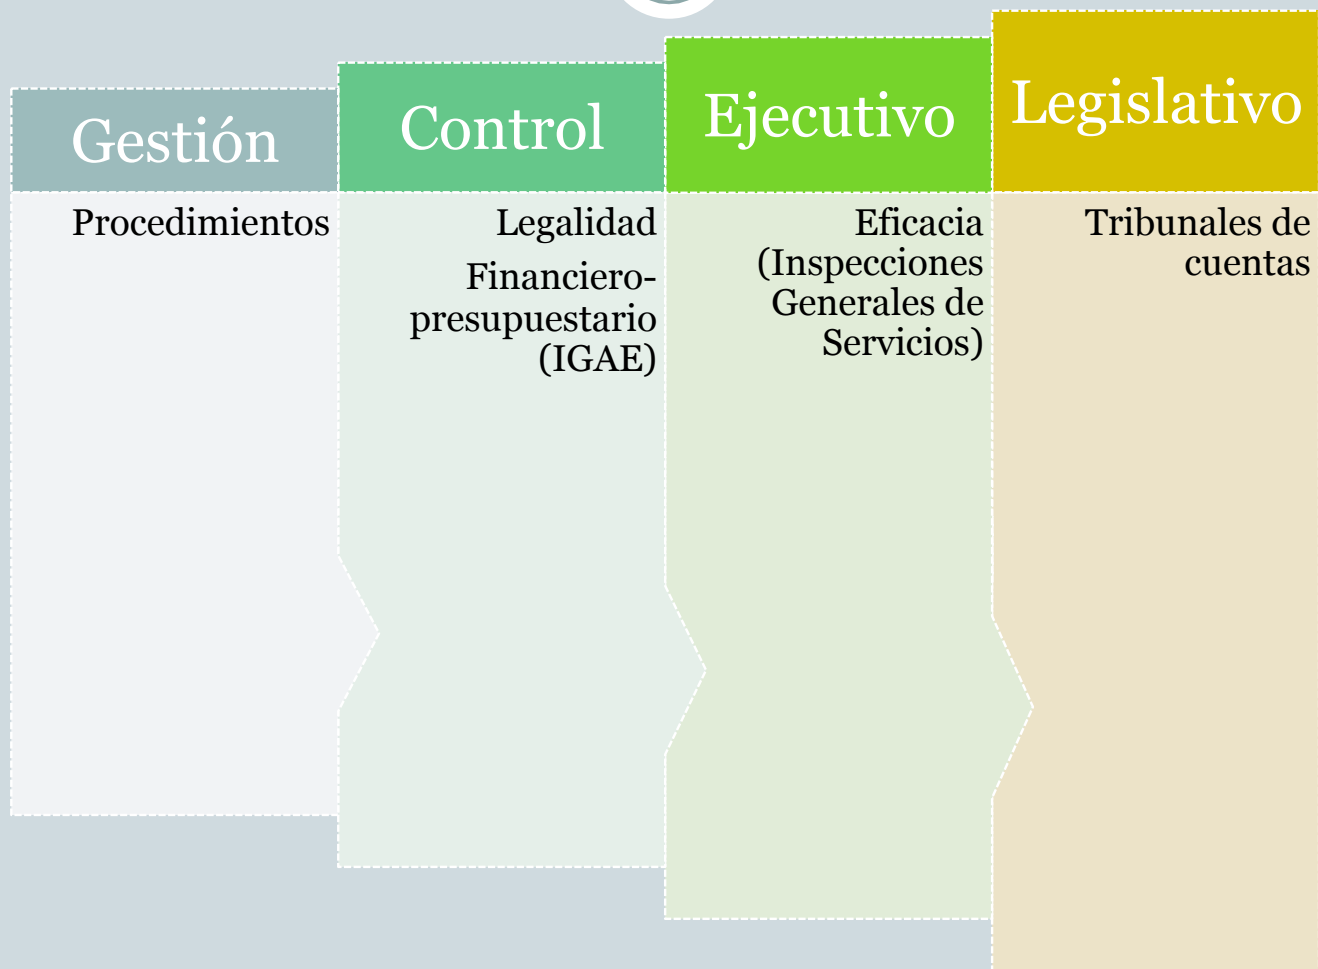 Gestión
Procedimientos
Control
Legalidad
Financiero-
presupuestario
(IGAE)
Ejecutivo
Eficacia
(Inspecciones
Generales de
Servicios)
Legislativo
Tribunales de
cuentas